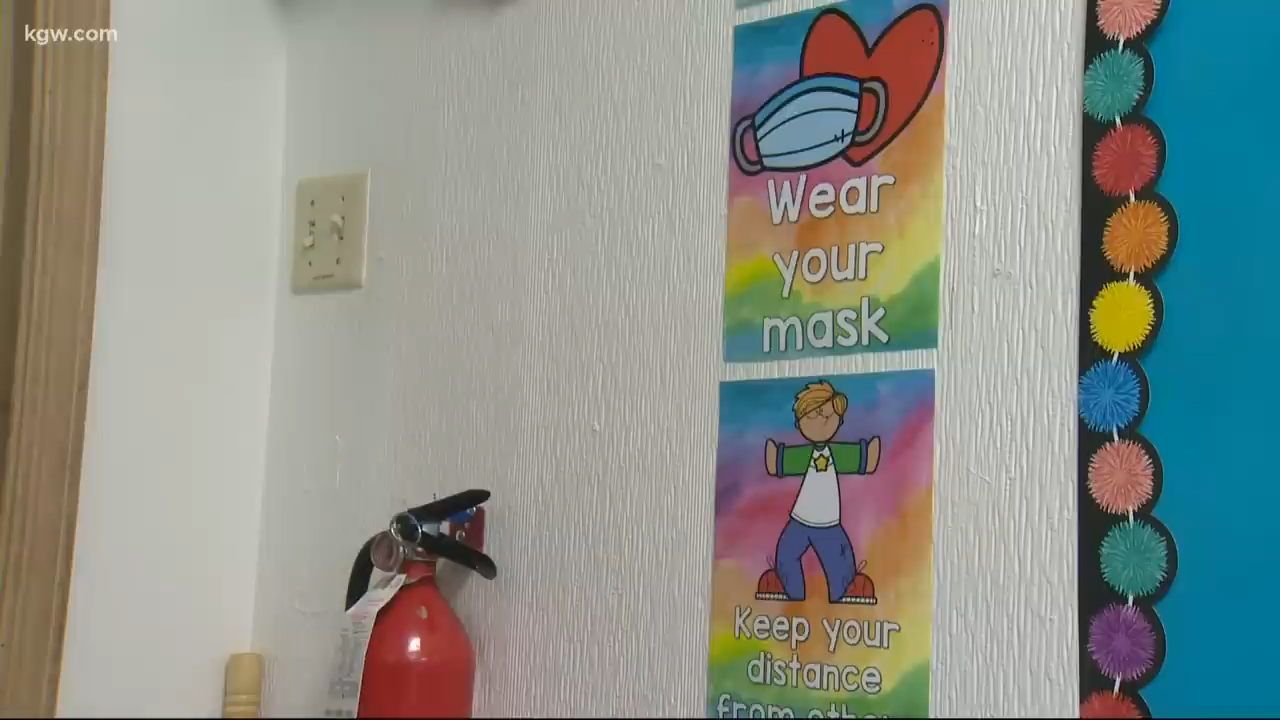 kgw.com
Wear
your
mask
Keep your
distance
from other